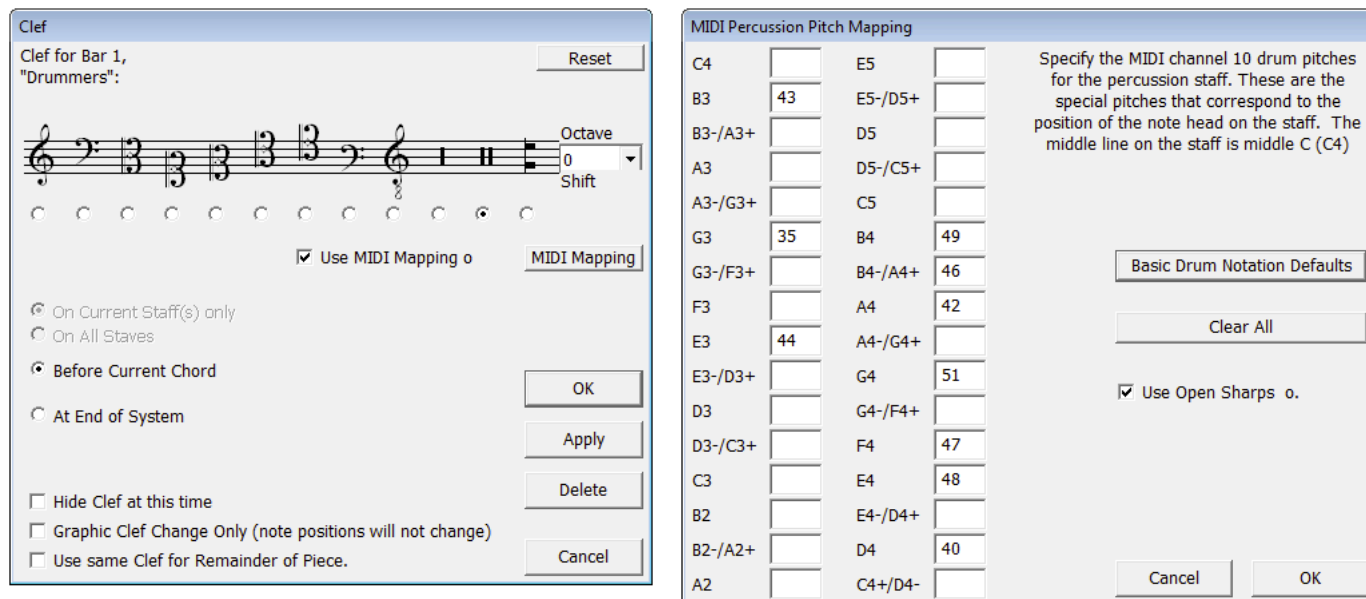 Clef
Clef for Bar 1,
"Drummers":
Reset
Octave
0
Shift
8
Use MIDI Mapping o
MIDI Mapping
On Current Staff(s) only
On All Staves
Before Current Chord
OK
At End of System
Apply
Delete
Hide Clef at this time
Graphic Clef Change Only (note positions will not change)
Use same Clef for Remainder of Piece.
Cancel
MIDI Percussion Pitch Mapping
C4
B3 43
B3-/A3+
A3
A3-/G3+
G3 35
G3-/F3+
F3
E3 44
E3-/D3+
D3
D3-/C3+
C3
B2
B2-/A2+
A2
E5
E5-/D5+
D5
D5-/C5+
C5
B4 49
B4-/A4+ 46
A4 42
A4-/G4+
G4 51
G4-/F4+
F4 47
E4 48
E4-/D4+
D4 40
C4+/D4-
Specify the MIDI channel 10 drum pitches
for the percussion staff. These are the
special pitches that correspond to the
position of the note head on the staff. The
middle line on the staff is middle C (C4)
Basic Drum Notation Defaults
Clear All
Use Open Sharps o.
Cancel
OK